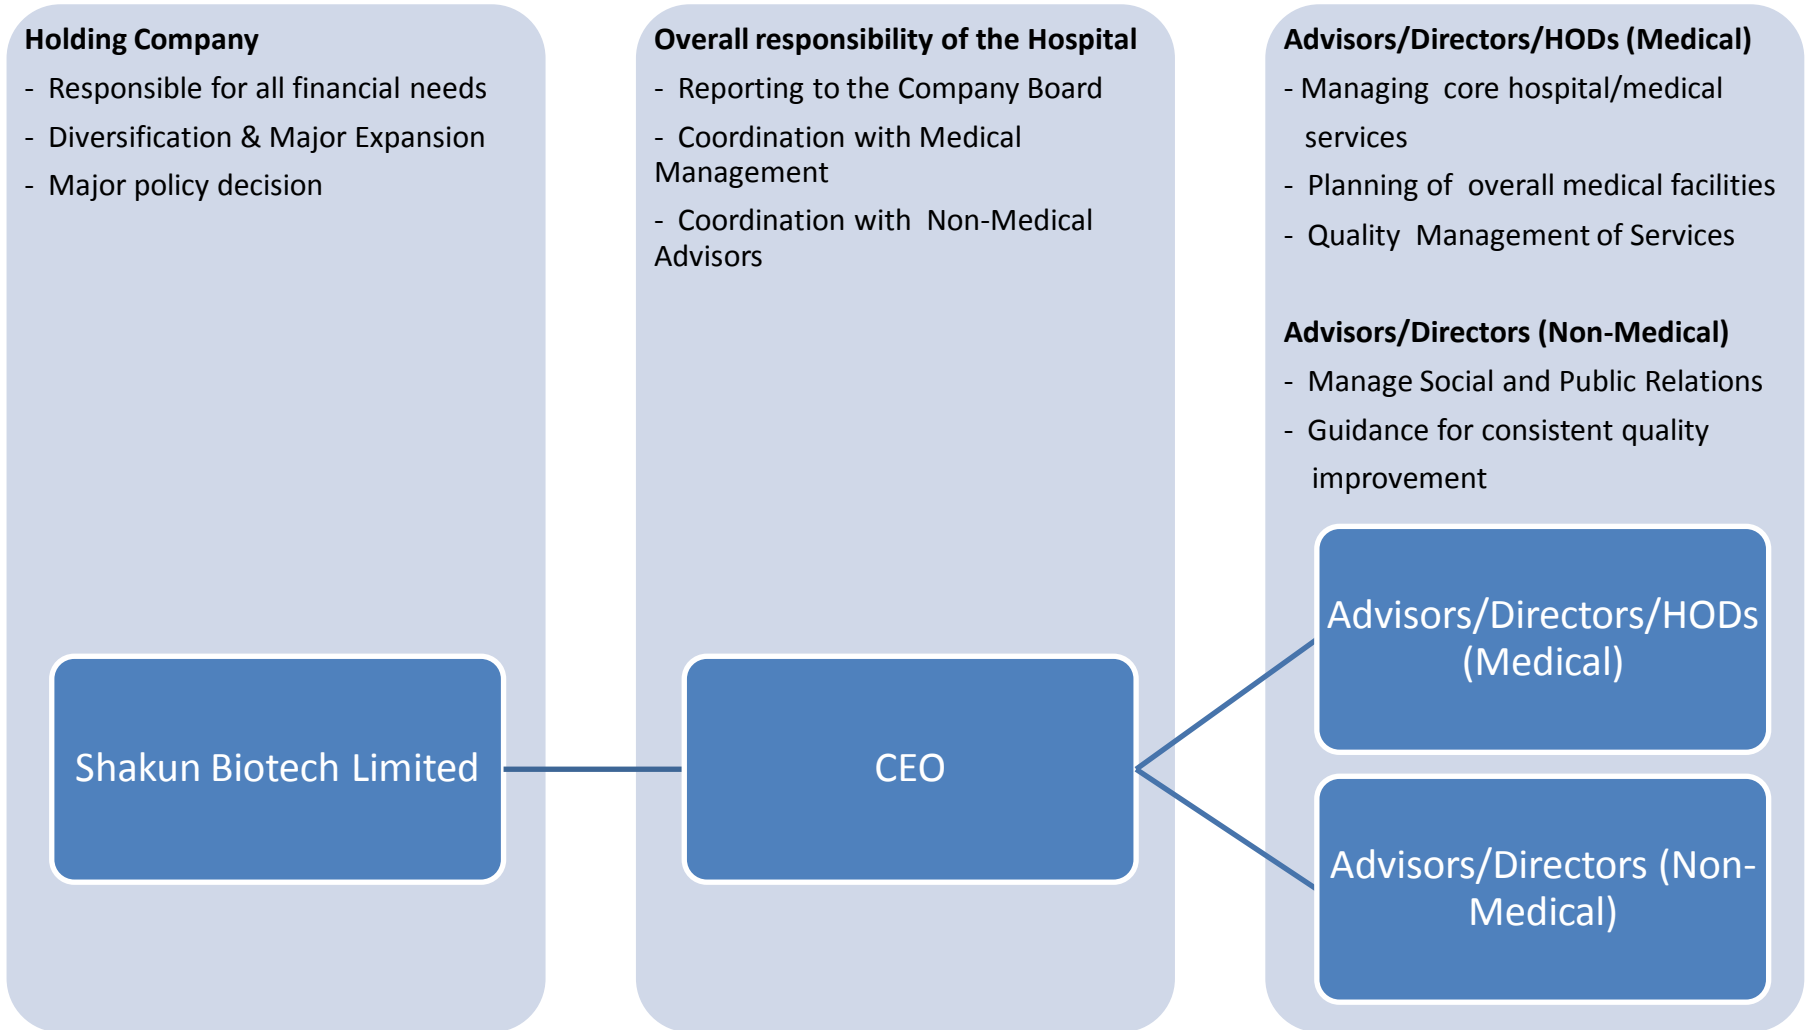 Holding Company
- Responsible for all financial needs
- Diversification & Major Expansion
- Major policy decision
Overall responsibility of the Hospital
- Reporting to the Company Board
- Coordination with Medical
Management
- Coordination with Non-Medical
Advisors
Advisors/Directors/HODs (Medical)
- Managing core hospital/medical
services
- Planning of overall medical facilities
- Quality Management of Services
Advisors/Directors (Non-Medical)
- Manage Social and Public Relations
- Guidance for consistent quality
improvement
Shakun Biotech Limited
CEO
Advisors/Directors/HODs
(Medical)
Advisors/Directors (Non-
Medical)